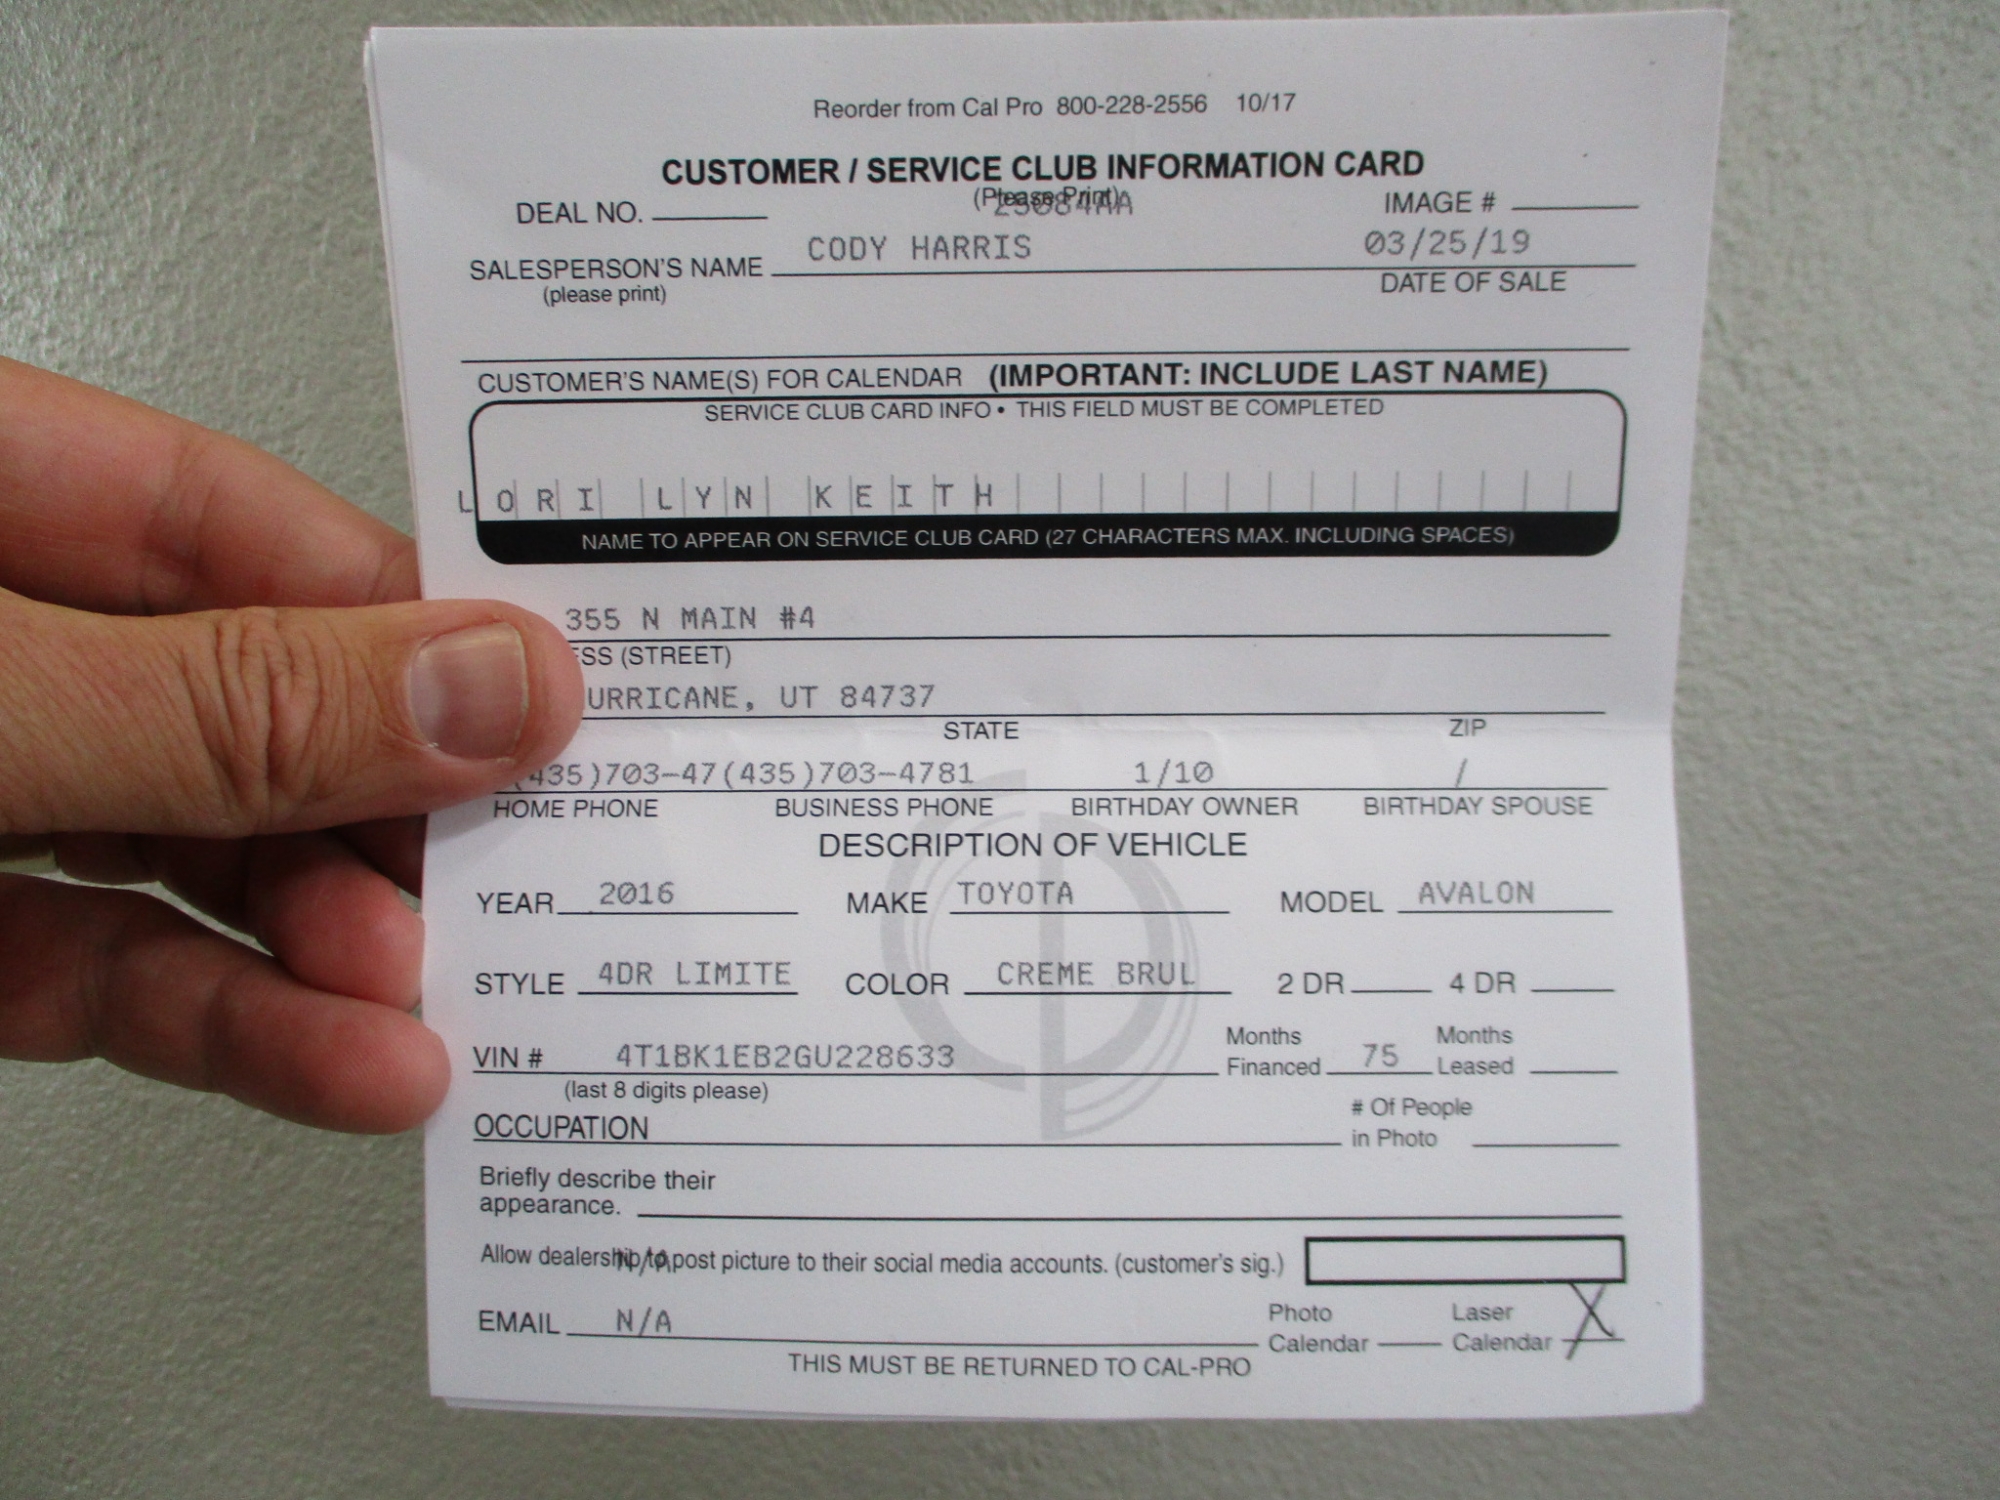 Reorder from Cal Pro 800-228-2556 10/17
CUSTOMER / SERVICE CLUB INFORMATION CARD
(Please Print)
25084AA
DEAL NO. IMAGE #
SALESPERSON'S NAME CODY HARRIS 03/25/19
(please print) DATE OF SALE
CUSTOMER'S NAME(S) FOR CALENDAR (IMPORTANT: INCLUDE LAST NAME)
SERVICE CLUB CARD INFO • THIS FIELD MUST BE COMPLETED
LORI LYN KEITH
NAME TO APPEAR ON SERVICE CLUB CARD (27 CHARACTERS MAX. INCLUDING SPACES)
355 N MAIN #4
ESS (STREET)
URRICANE, UT 84737
STATE ZIP
(435)703-47(435)703-4781 1/10 /
HOME PHONE BUSINESS PHONE BIRTHDAY OWNER BIRTHDAY SPOUSE
DESCRIPTION OF VEHICLE
YEAR 2016 MAKE TOYOTA MODEL AVALON
STYLE 4DR LIMITE COLOR CREME BRUL 2 DR 4 DR
VIN # 4T1BK1EB2GU228633 Months Financed 75 Months Leased
(last 8 digits please)
OCCUPATION # Of People in Photo
Briefly describe their
appearance.
Allow dealership to post picture to their social media accounts. (customer's sig.)
N/A
EMAIL N/A Photo Calendar Laser Calendar X
THIS MUST BE RETURNED TO CAL-PRO